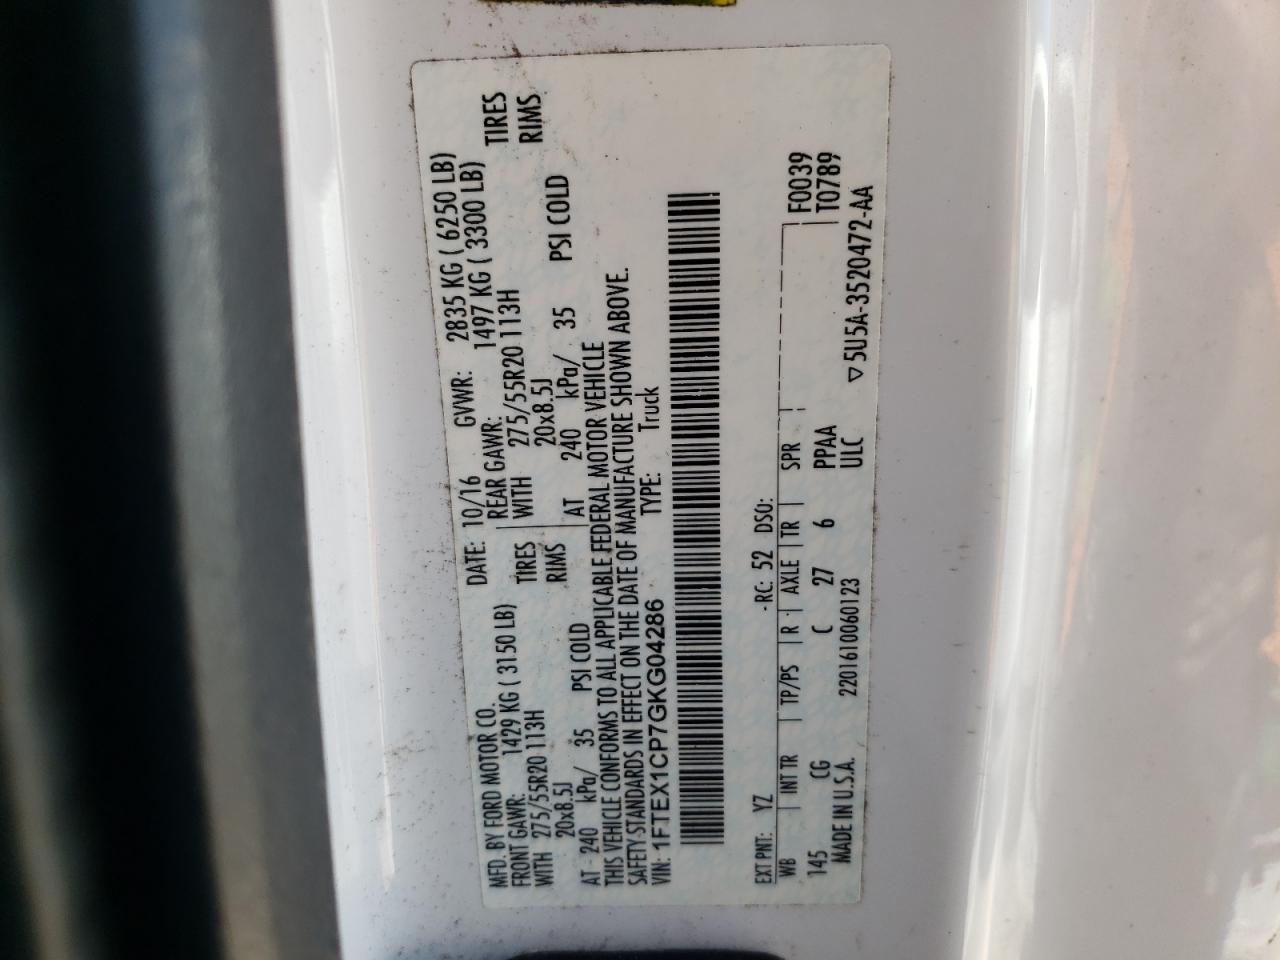 MFD. BY FORD MOTOR CO.
DATE: 10/16 GVWR: 2835 KG ( 6250 LB)
FRONT GAWR: 1429 KG ( 3150 LB) REAR GAWR: 1497 KG ( 3300 LB)
WITH 275/55R20 113H TIRES WITH 275/55R20 113H TIRES
20x8.5J RIMS 20x8.5J RIMS
AT 240 kPa/ 35 PSI COLD AT 240 kPa/ 35 PSI COLD
THIS VEHICLE CONFORMS TO ALL APPLICABLE FEDERAL MOTOR VEHICLE
SAFETY STANDARDS IN EFFECT ON THE DATE OF MANUFACTURE SHOWN ABOVE.
VIN: 1FTEX1CP7GKG04286 TYPE: Truck
EXT PNT: YZ RC: 52 DSO:
WB INT TR TP/PS R AXLE TR SPR F0039
145 CG C 27 6 PPAA T0789
MADE IN U.S.A. 2201610060123 ULC
▽ 5U5A-3520472-AA